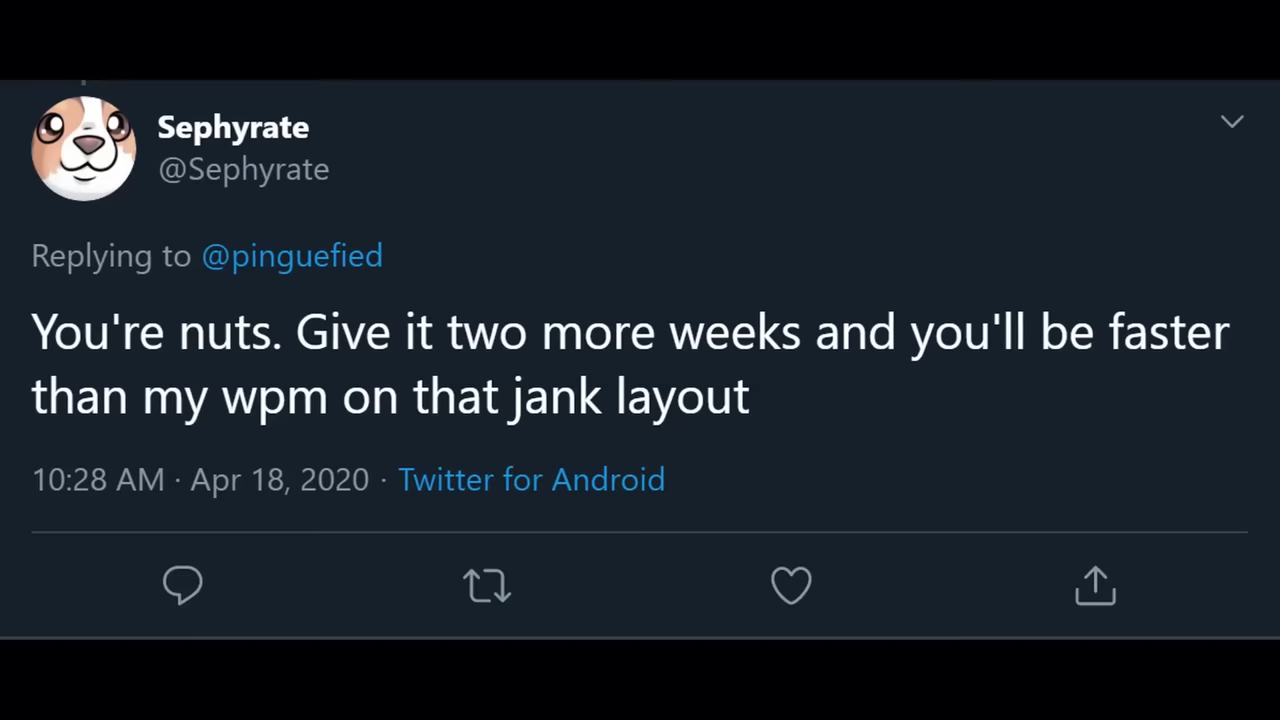 Sephyrate
@Sephyrate
Replying to @pinguefied
You're nuts. Give it two more weeks and you'll be faster
than my wpm on that jank layout
10:28 AM · Apr 18, 2020 · Twitter for Android